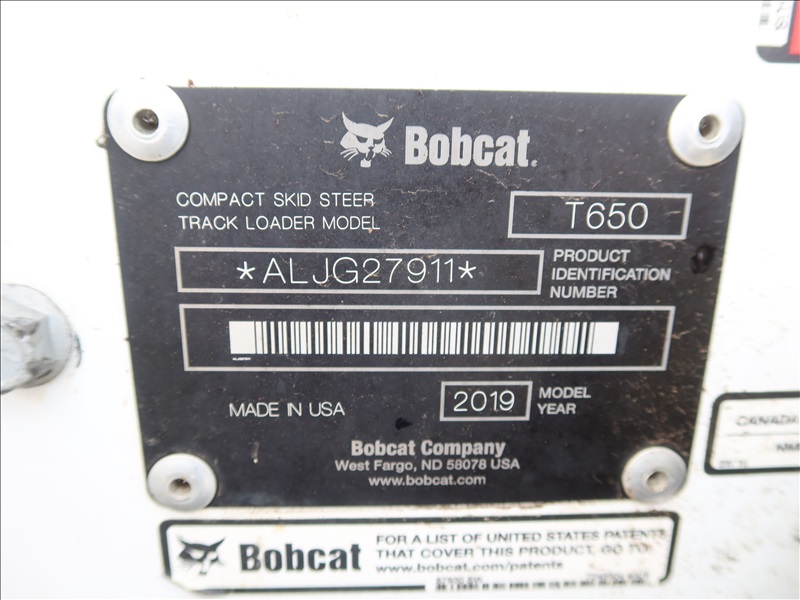 Bobcat
COMPACT SKID STEER
TRACK LOADER MODEL
T650
*ALJG27911*
PRODUCT
IDENTIFICATION
NUMBER
MADE IN USA
2019
MODEL
YEAR
Bobcat Company
West Fargo, ND 58078 USA
www.bobcat.com
CANADA
Bobcat
FOR A LIST OF UNITED STATES PATENTS
THAT COVER THIS PRODUCT, GO TO:
www.bobcat.com/patents